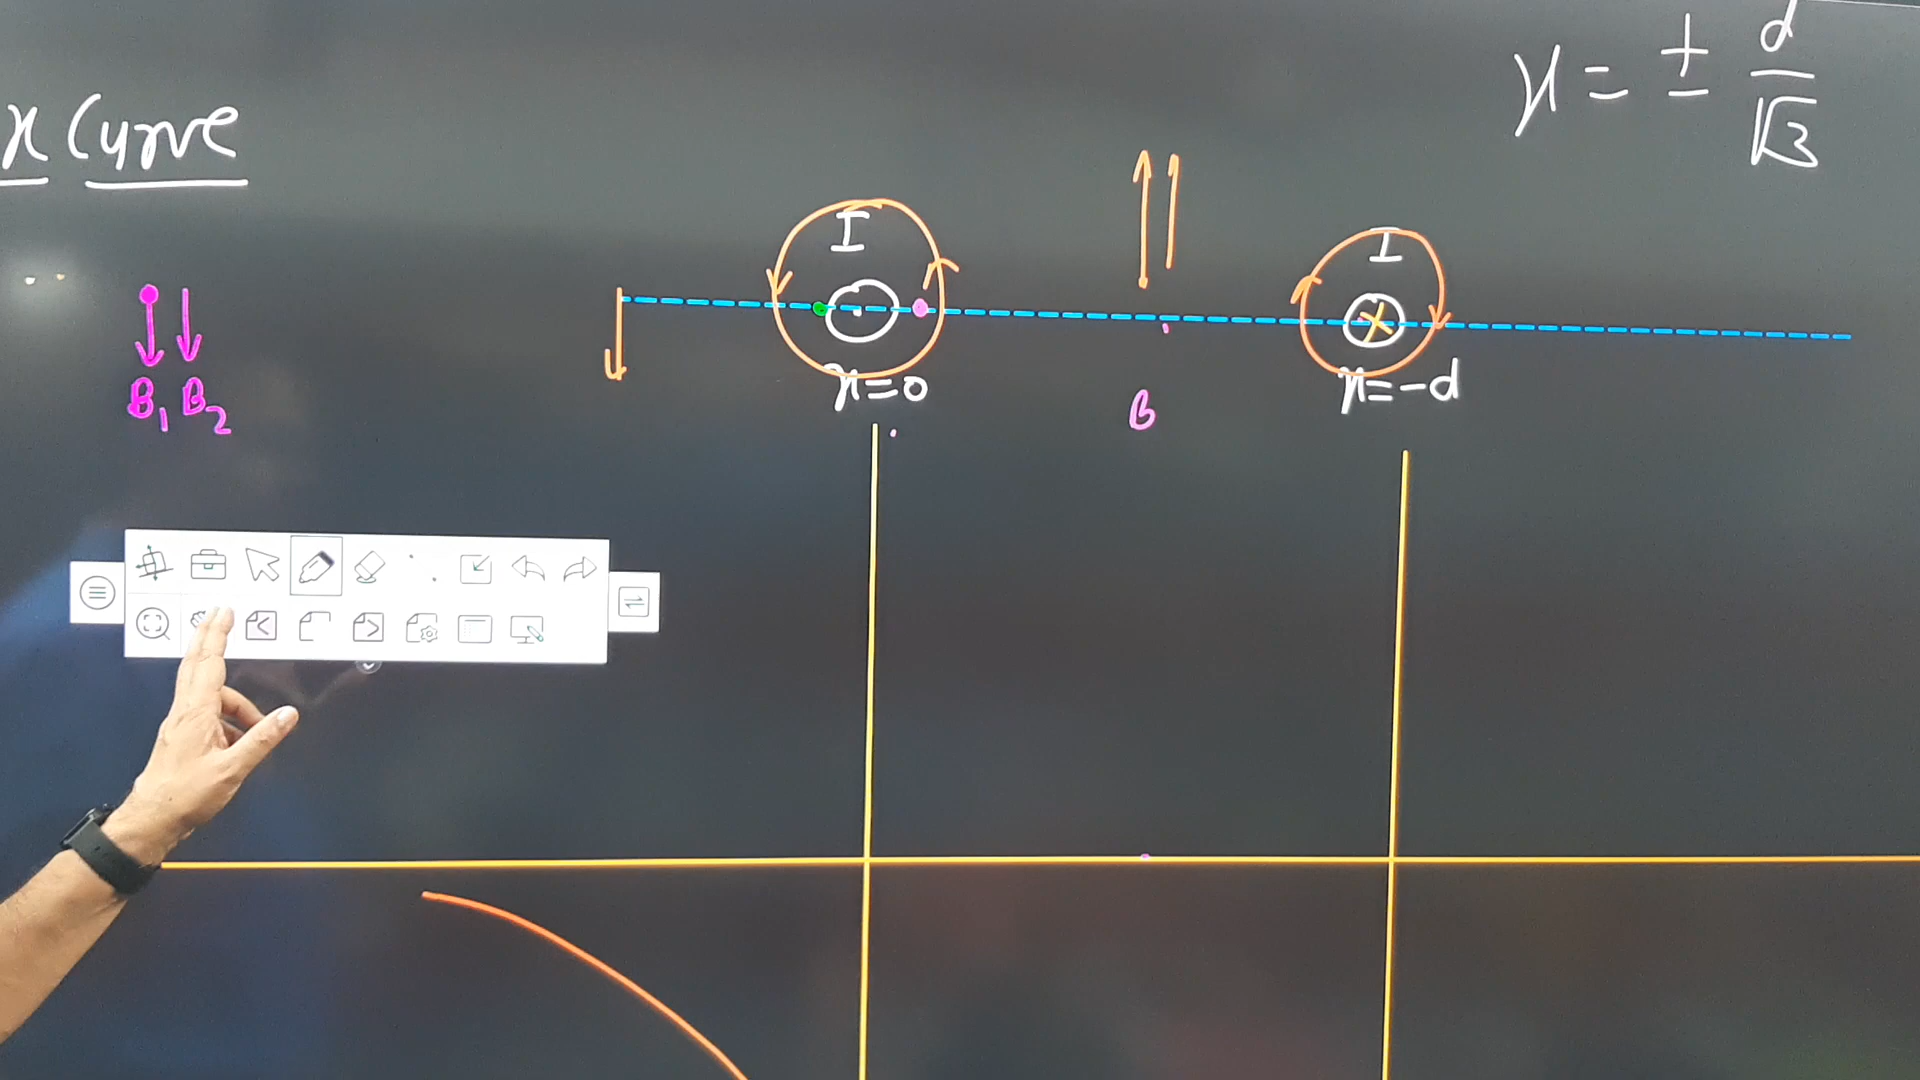 x Curve
x = ± d/√3
I
I
x=0
x=-d
B₁ B₂
B